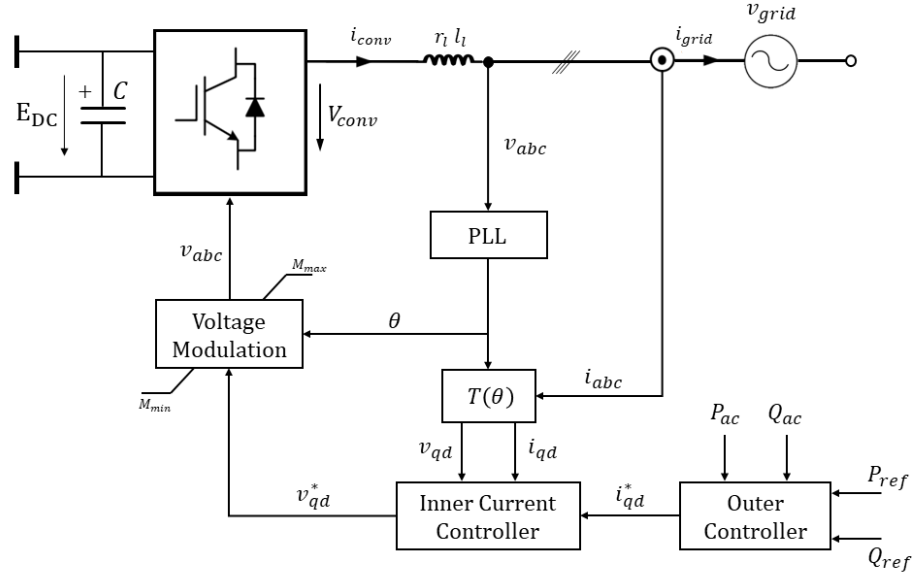 v_grid
i_conv
r_l l_l
i_grid
+
C
E_DC
V_conv
v_abc
PLL
v_abc
M_max
θ
Voltage
Modulation
M_min
T(θ)
i_abc
P_ac
Q_ac
v_qd
i_qd
P_ref
v*_qd
Inner Current
Controller
i*_qd
Outer
Controller
Q_ref